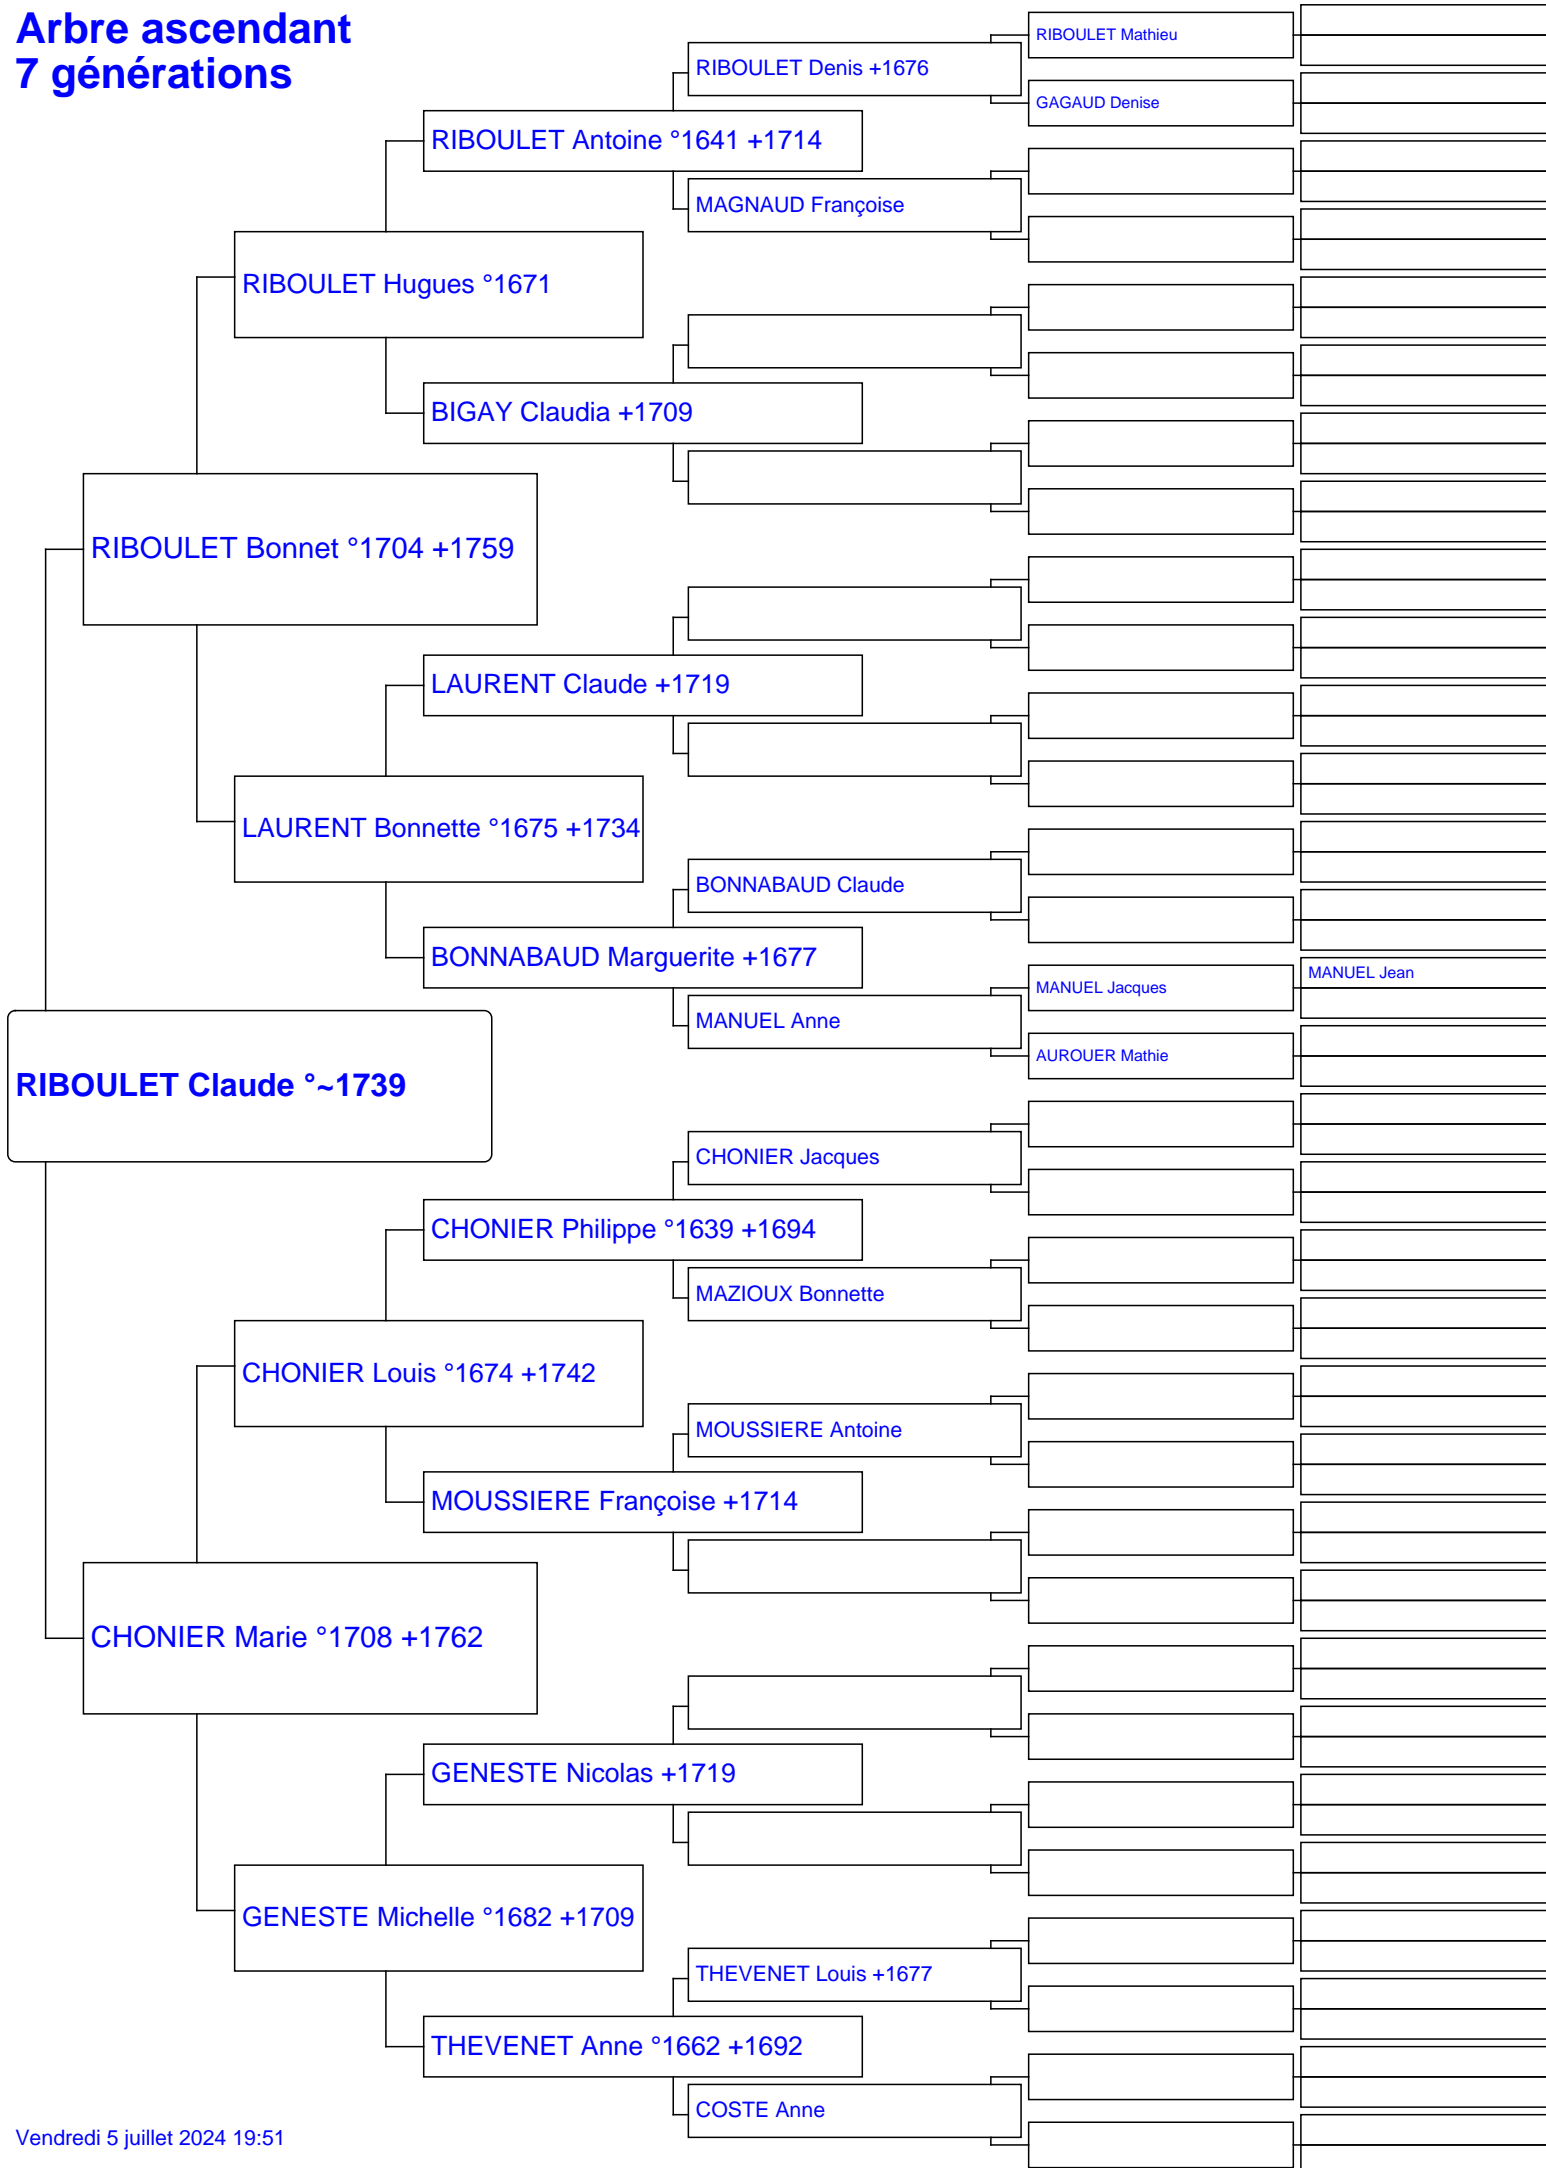 Arbre ascendant
7 générations
RIBOULET Mathieu
RIBOULET Denis +1676
GAGAUD Denise
RIBOULET Antoine °1641 +1714
MAGNAUD Françoise
RIBOULET Hugues °1671
BIGAY Claudia +1709
RIBOULET Bonnet °1704 +1759
LAURENT Claude +1719
LAURENT Bonnette °1675 +1734
BONNABAUD Claude
BONNABAUD Marguerite +1677
MANUEL Jean
MANUEL Jacques
MANUEL Anne
AUROUER Mathie
RIBOULET Claude °~1739
CHONIER Jacques
CHONIER Philippe °1639 +1694
MAZIOUX Bonnette
CHONIER Louis °1674 +1742
MOUSSIERE Antoine
MOUSSIERE Françoise +1714
CHONIER Marie °1708 +1762
GENESTE Nicolas +1719
GENESTE Michelle °1682 +1709
THEVENET Louis +1677
THEVENET Anne °1662 +1692
COSTE Anne
Vendredi 5 juillet 2024 19:51